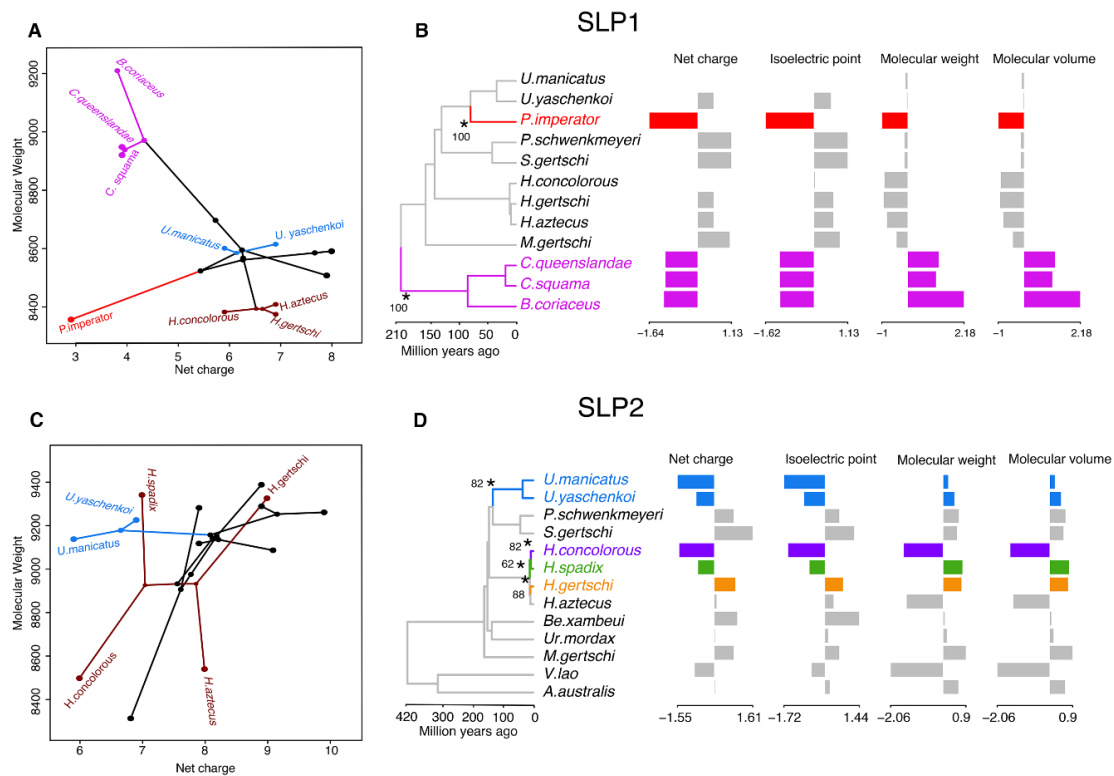 SLP1
A
B
B.coriaceus
C.queenslandae
C. squama
U.manicatus
U. yaschenkoi
P.imperator
H.concolorous
H.aztecus
H.gertschi
9200
9000
8800
8600
8400
Molecular Weight
3 4 5 6 7 8
Net charge
Net charge
Isoelectric point
Molecular weight
Molecular volume
U.manicatus
U.yaschenkoi
P.imperator
P.schwenkmeyeri
S.gertschi
H.concolorous
H.gertschi
H.aztecus
M.gertschi
C.queenslandae
C.squama
B.coriaceus
*
100
*
100
210 150 100 50 0
Million years ago
−1.64 1.13
−1.62 1.13
−1 2.18
−1 2.18
SLP2
C
D
H.spadix
H.gertschi
U.yaschenkoi
U.manicatus
H.concolorous
H.aztecus
9400
9200
9000
8800
8600
8400
Molecular Weight
6 7 8 9 10
Net charge
Net charge
Isoelectric point
Molecular weight
Molecular volume
U.manicatus
U.yaschenkoi
P.schwenkmeyeri
S.gertschi
H.concolorous
H.spadix
H.gertschi
H.aztecus
Be.xambeui
Ur.mordax
M.gertschi
V.lao
A.australis
82 *
82 *
62 *
*
88
420 300 200 100 0
Million years ago
−1.55 1.61
−1.72 1.44
−2.06 0.9
−2.06 0.9